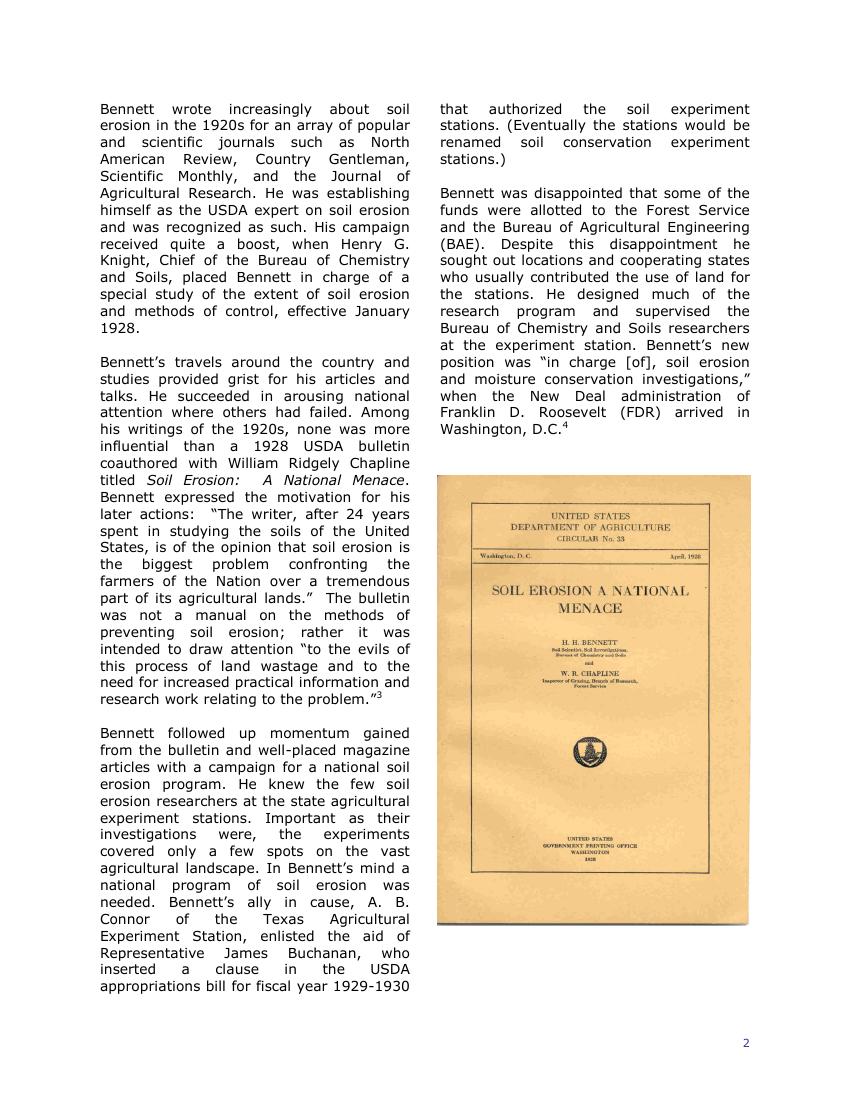 Bennett wrote increasingly about soil
erosion in the 1920s for an array of popular
and scientific journals such as North
American Review, Country Gentleman,
Scientific Monthly, and the Journal of
Agricultural Research. He was establishing
himself as the USDA expert on soil erosion
and was recognized as such. His campaign
received quite a boost, when Henry G.
Knight, Chief of the Bureau of Chemistry
and Soils, placed Bennett in charge of a
special study of the extent of soil erosion
and methods of control, effective January
1928.
Bennett’s travels around the country and
studies provided grist for his articles and
talks. He succeeded in arousing national
attention where others had failed. Among
his writings of the 1920s, none was more
influential than a 1928 USDA bulletin
coauthored with William Ridgely Chapline
titled Soil Erosion: A National Menace.
Bennett expressed the motivation for his
later actions: “The writer, after 24 years
spent in studying the soils of the United
States, is of the opinion that soil erosion is
the biggest problem confronting the
farmers of the Nation over a tremendous
part of its agricultural lands.” The bulletin
was not a manual on the methods of
preventing soil erosion; rather it was
intended to draw attention “to the evils of
this process of land wastage and to the
need for increased practical information and
research work relating to the problem.”3
Bennett followed up momentum gained
from the bulletin and well-placed magazine
articles with a campaign for a national soil
erosion program. He knew the few soil
erosion researchers at the state agricultural
experiment stations. Important as their
investigations were, the experiments
covered only a few spots on the vast
agricultural landscape. In Bennett’s mind a
national program of soil erosion was
needed. Bennett’s ally in cause, A. B.
Connor of the Texas Agricultural
Experiment Station, enlisted the aid of
Representative James Buchanan, who
inserted a clause in the USDA
appropriations bill for fiscal year 1929-1930
that authorized the soil experiment
stations. (Eventually the stations would be
renamed soil conservation experiment
stations.)
Bennett was disappointed that some of the
funds were allotted to the Forest Service
and the Bureau of Agricultural Engineering
(BAE). Despite this disappointment he
sought out locations and cooperating states
who usually contributed the use of land for
the stations. He designed much of the
research program and supervised the
Bureau of Chemistry and Soils researchers
at the experiment station. Bennett’s new
position was “in charge [of], soil erosion
and moisture conservation investigations,”
when the New Deal administration of
Franklin D. Roosevelt (FDR) arrived in
Washington, D.C.4
UNITED STATES
DEPARTMENT OF AGRICULTURE
CIRCULAR No. 33
Washington, D. C. April, 1928
SOIL EROSION A NATIONAL
MENACE
H. H. BENNETT
Soil Scientist, Soil Investigations,
Bureau of Chemistry and Soils
and
W. R. CHAPLINE
Inspector of Grazing, Branch of Research,
Forest Service
UNITED STATES
GOVERNMENT PRINTING OFFICE
WASHINGTON
1928
2